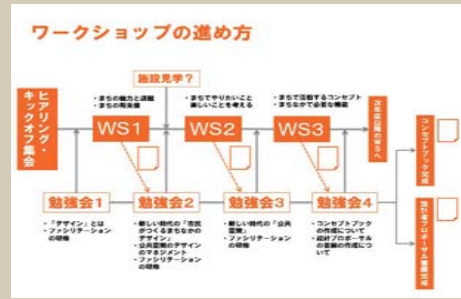 ワークショップの進め方
施設見学？
・まちの魅力と課題
・まちの将来像
・まちでやりたいこと
楽しいことを考える
・まちで活動するコンセプト
・まちなかで必要な機能
ヒアリング・
キックオフ集会
WS1
WS2
WS3
コンセプトブック完成
勉強会1
勉強会2
勉強会3
勉強会4
・「デザイン」とは
・ファシリテーション
の研修
・新しい時代の「市民
がつくるまちなかの
デザイン」
・公共空間のデザイン
のマネジメント
・ファシリテーション
の研修
・新しい時代の「公共
空間」
・ファシリテーション
の研修
・コンセプトブック
の作成について
・設計プロポーザル
の要綱の作成につ
いて